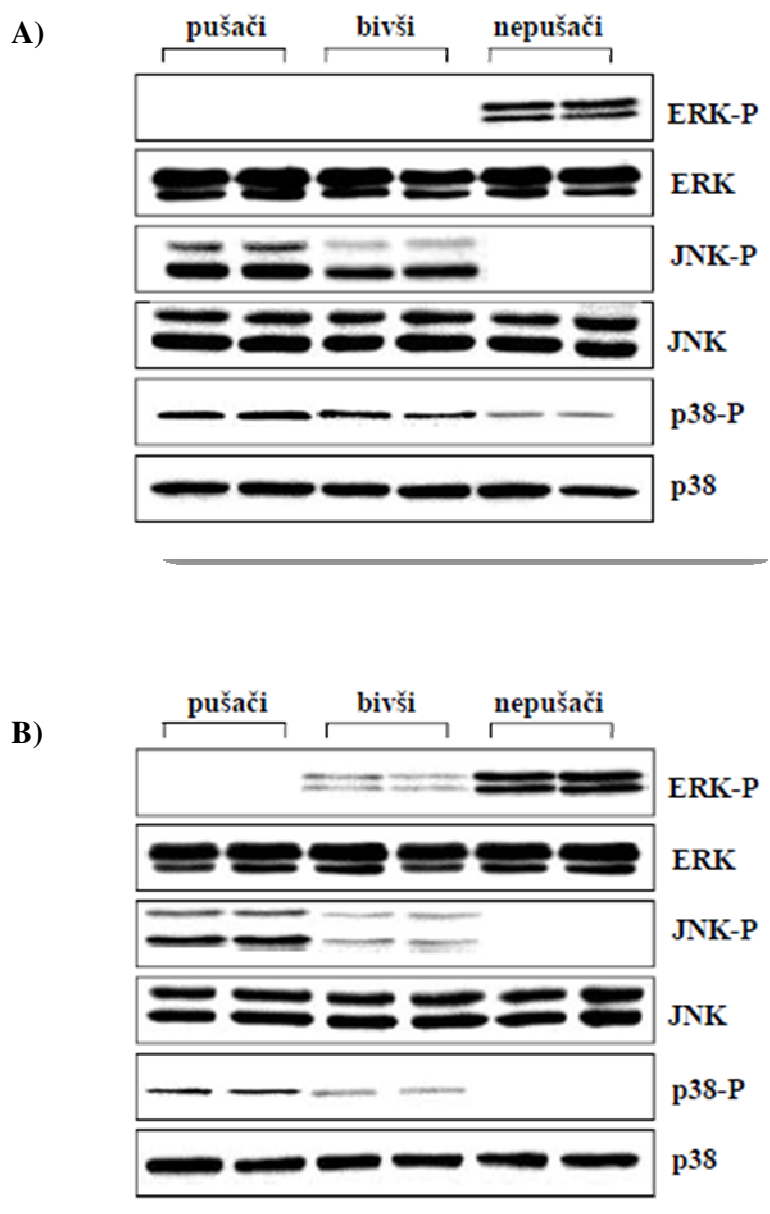 A)
pušači bivši nepušači
ERK-P
ERK
JNK-P
JNK
p38-P
p38
B)
pušači bivši nepušači
ERK-P
ERK
JNK-P
JNK
p38-P
p38